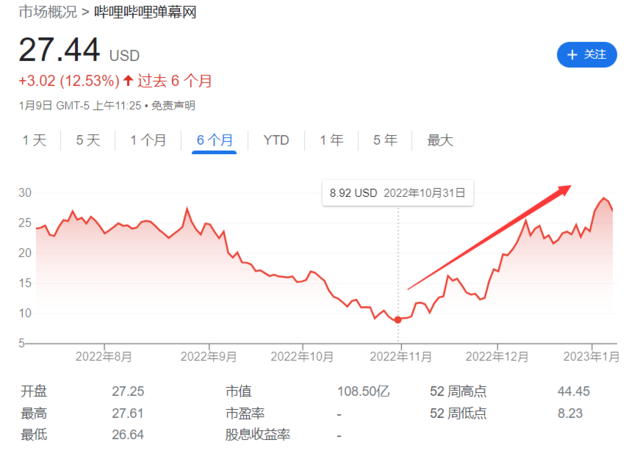 市场概况 > 哔哩哔哩弹幕网
27.44 USD
+ 关注
+3.02 (12.53%) 过去 6 个月
1月9日 GMT-5 上午11:25 • 免责声明
1 天 5 天 1 个月 6 个月 YTD 1 年 5 年 最大
8.92 USD 2022年10月31日
30
25
20
15
10
5
2022年8月 2022年9月 2022年10月 2022年11月 2022年12月 2023年1月
开盘 27.25 市值 108.50亿 52 周高点 44.45
最高 27.61 市盈率 - 52 周低点 8.23
最低 26.64 股息收益率 -